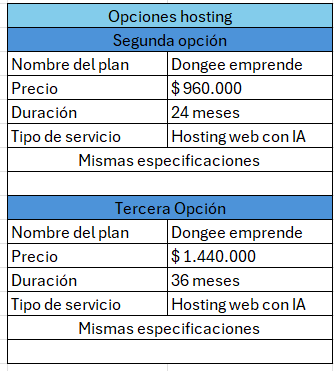 Opciones hosting
Segunda opción
Nombre del plan Dongee emprende
Precio $ 960.000
Duración 24 meses
Tipo de servicio Hosting web con IA
Mismas especificaciones
Tercera Opción
Nombre del plan Dongee emprende
Precio $ 1.440.000
Duración 36 meses
Tipo de servicio Hosting web con IA
Mismas especificaciones